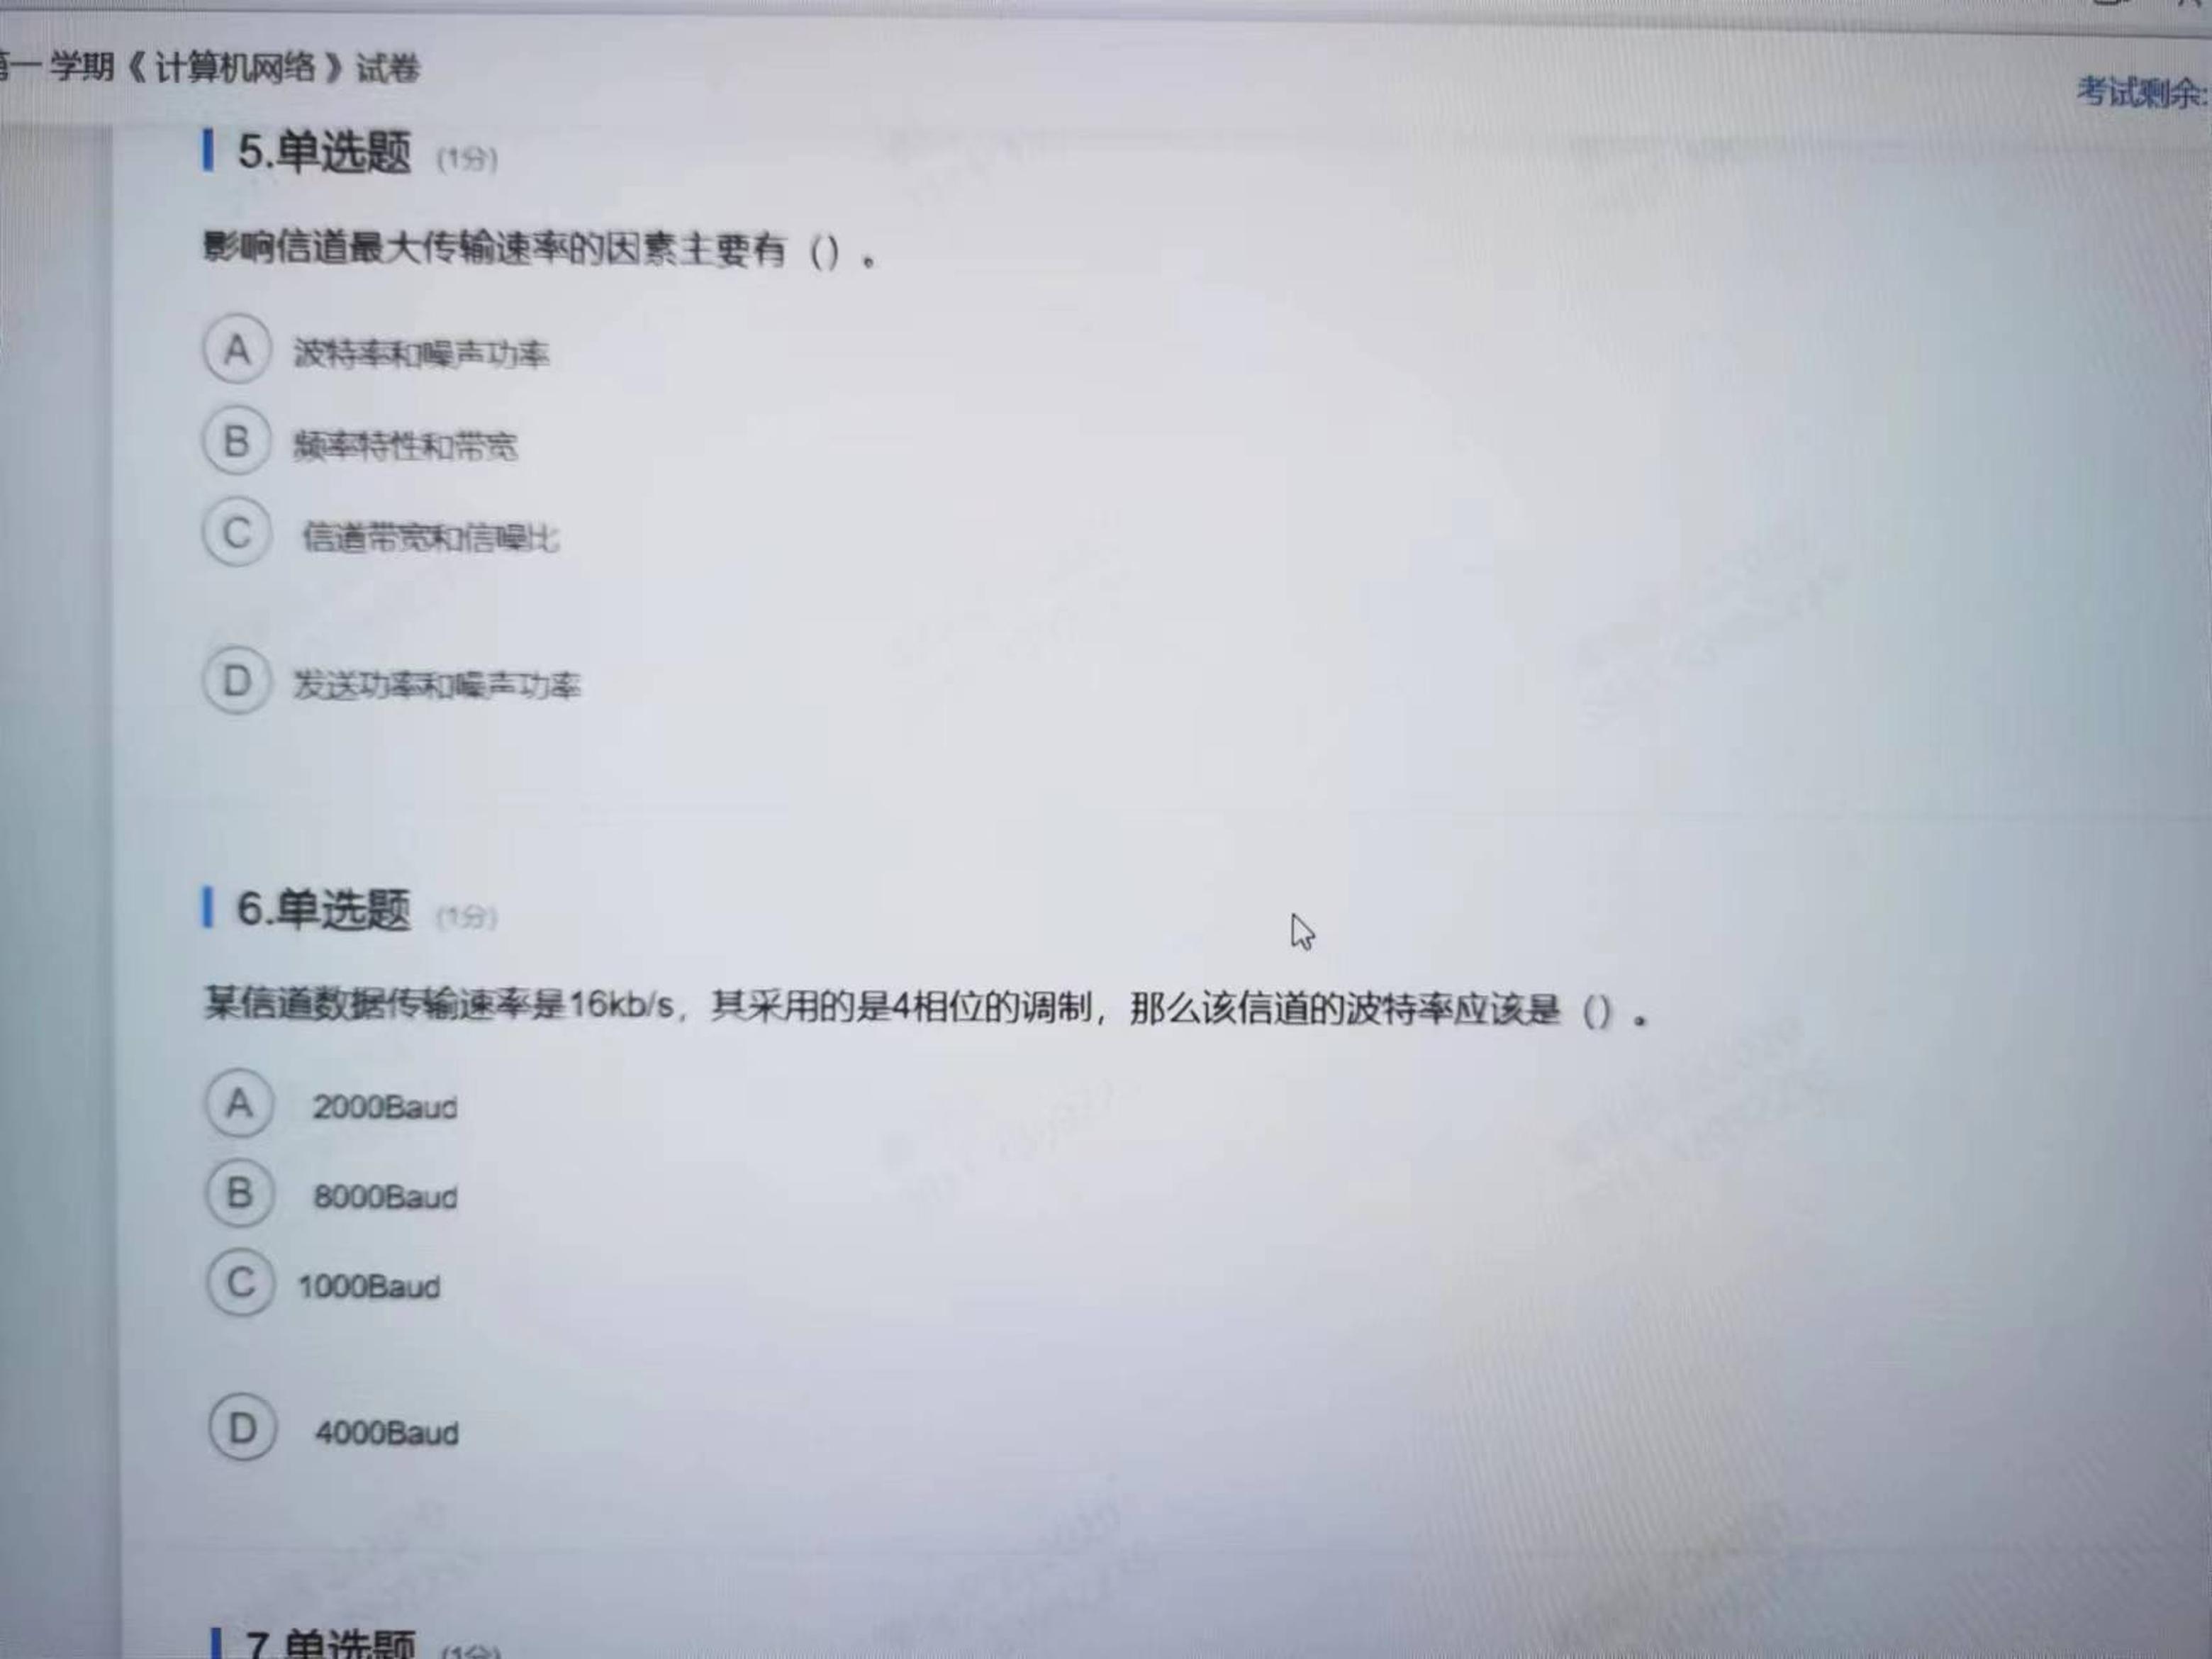 一学期《计算机网络》试卷
考试剩余:
5.单选题 (1分)
影响信道最大传输速率的因素主要有（）。
A 波特率和噪声功率
B 频率特性和带宽
C 信道带宽和信噪比
D 发送功率和噪声功率
6.单选题 (1分)
某信道数据传输速率是16kb/s，其采用的是4相位的调制，那么该信道的波特率应该是（）。
A 2000Baud
B 8000Baud
C 1000Baud
D 4000Baud
7.单选题 (1分)